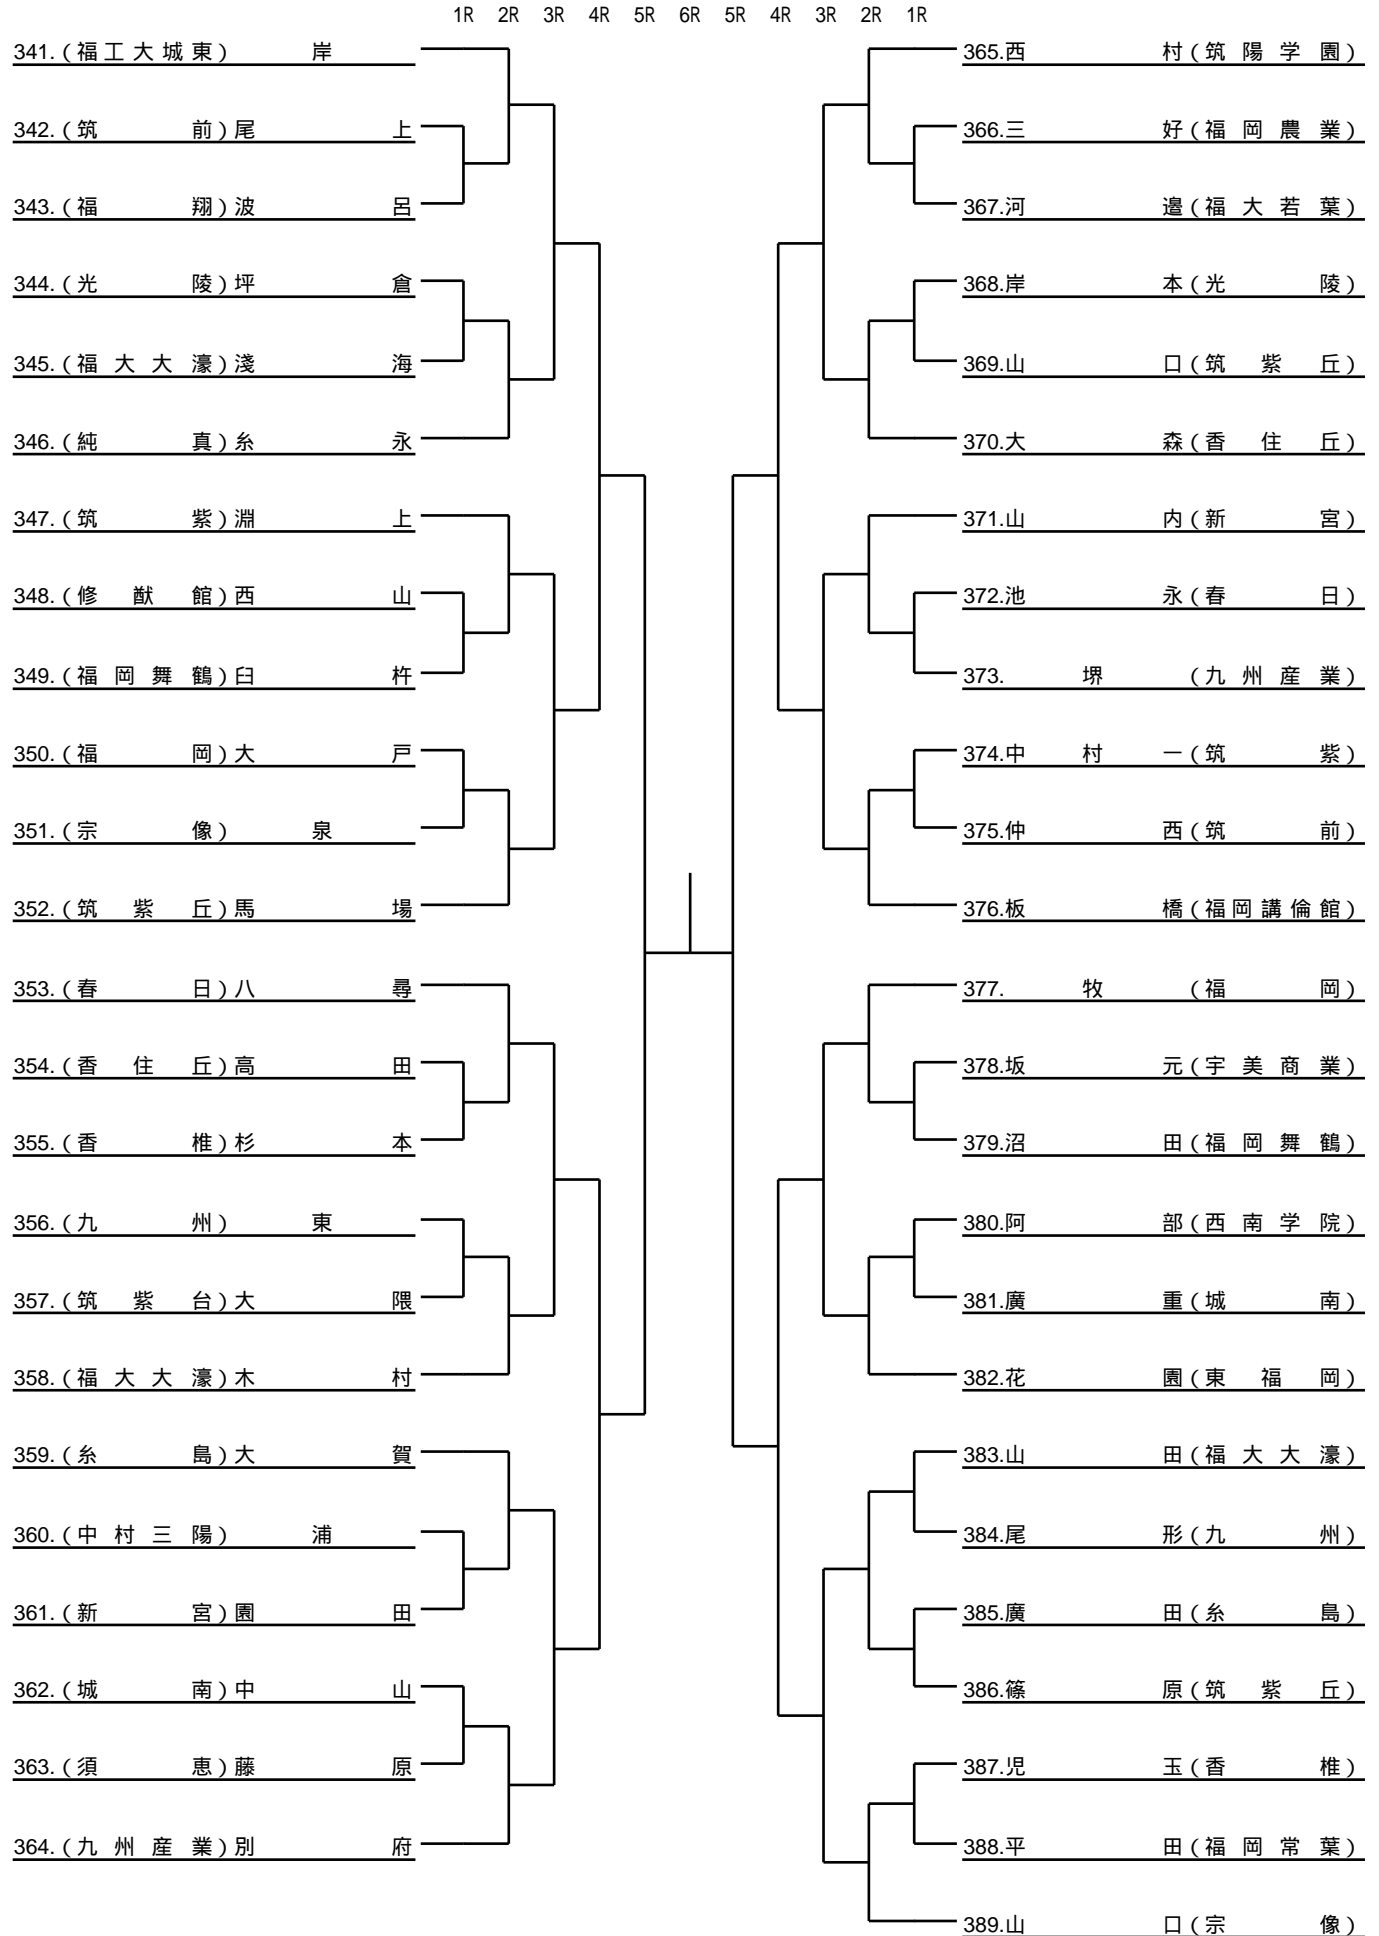 1R 2R 3R 4R 5R 6R 5R 4R 3R 2R 1R
341.(福工大城東) 岸
342.(筑 前)尾 上
343.(福 翔)波 呂
344.(光 陵)坪 倉
345.(福大大濠)淺 海
346.(純 真)糸 永
347.(筑 紫)淵 上
348.(修猷館)西 山
349.(福岡舞鶴)臼 杵
350.(福 岡)大 戸
351.(宗 像) 泉
352.(筑紫丘)馬 場
353.(春 日)八 尋
354.(香住丘)高 田
355.(香 椎)杉 本
356.(九 州) 東
357.(筑紫台)大 隈
358.(福大大濠)木 村
359.(糸 島)大 賀
360.(中村三陽) 浦
361.(新 宮)園 田
362.(城 南)中 山
363.(須 恵)藤 原
364.(九州産業)別 府
365.西 村(筑陽学園)
366.三 好(福岡農業)
367.河 邉(福大若葉)
368.岸 本(光 陵)
369.山 口(筑紫丘)
370.大 森(香住丘)
371.山 内(新 宮)
372.池 永(春 日)
373. 堺 (九州産業)
374.中 村 一(筑 紫)
375.仲 西(筑 前)
376.板 橋(福岡講倫館)
377. 牧 (福 岡)
378.坂 元(宇美商業)
379.沼 田(福岡舞鶴)
380.阿 部(西南学院)
381.廣 重(城 南)
382.花 園(東福岡)
383.山 田(福大大濠)
384.尾 形(九 州)
385.廣 田(糸 島)
386.篠 原(筑紫丘)
387.児 玉(香 椎)
388.平 田(福岡常葉)
389.山 口(宗 像)